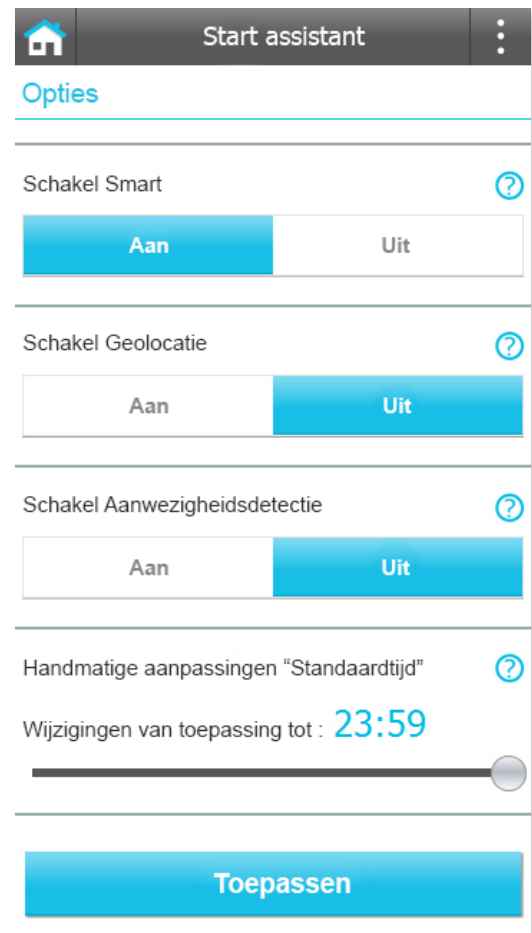 Start assistant
Opties
Schakel Smart ?
Aan Uit
Schakel Geolocatie ?
Aan Uit
Schakel Aanwezigheidsdetectie ?
Aan Uit
Handmatige aanpassingen “Standaardtijd” ?
Wijzigingen van toepassing tot : 23:59
Toepassen